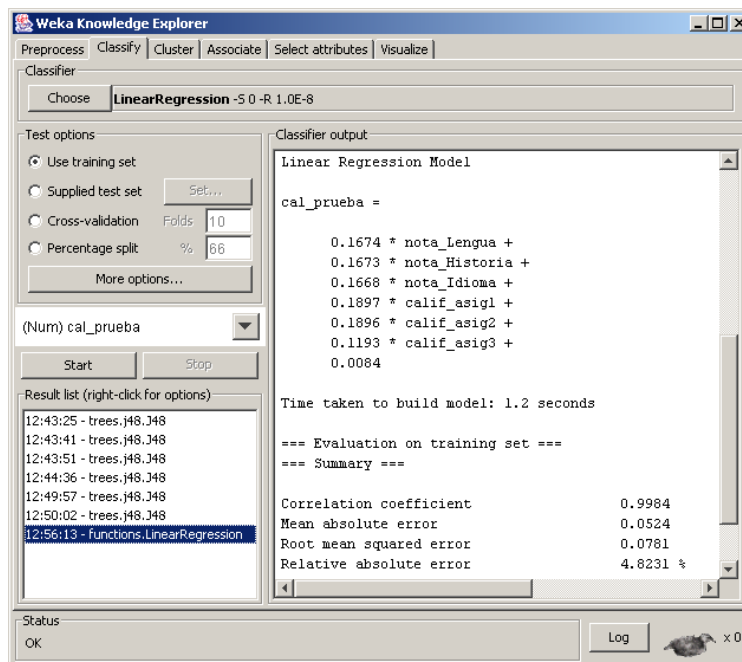 Weka Knowledge Explorer
Preprocess Classify Cluster Associate Select attributes Visualize
Classifier
Choose LinearRegression -S 0 -R 1.0E-8
Test options
Use training set
Supplied test set Set...
Cross-validation Folds 10
Percentage split % 66
More options...
(Num) cal_prueba
Start Stop
Result list (right-click for options)
12:43:25 - trees.j48.J48
12:43:41 - trees.j48.J48
12:43:51 - trees.j48.J48
12:44:36 - trees.j48.J48
12:49:57 - trees.j48.J48
12:50:02 - trees.j48.J48
12:56:13 - functions.LinearRegression
Classifier output
Linear Regression Model
cal_prueba =
0.1674 * nota_Lengua +
0.1673 * nota_Historia +
0.1668 * nota_Idioma +
0.1897 * calif_asig1 +
0.1896 * calif_asig2 +
0.1193 * calif_asig3 +
0.0084
Time taken to build model: 1.2 seconds
=== Evaluation on training set ===
=== Summary ===
Correlation coefficient 0.9984
Mean absolute error 0.0524
Root mean squared error 0.0781
Relative absolute error 4.8231 %
Status
OK
Log x 0